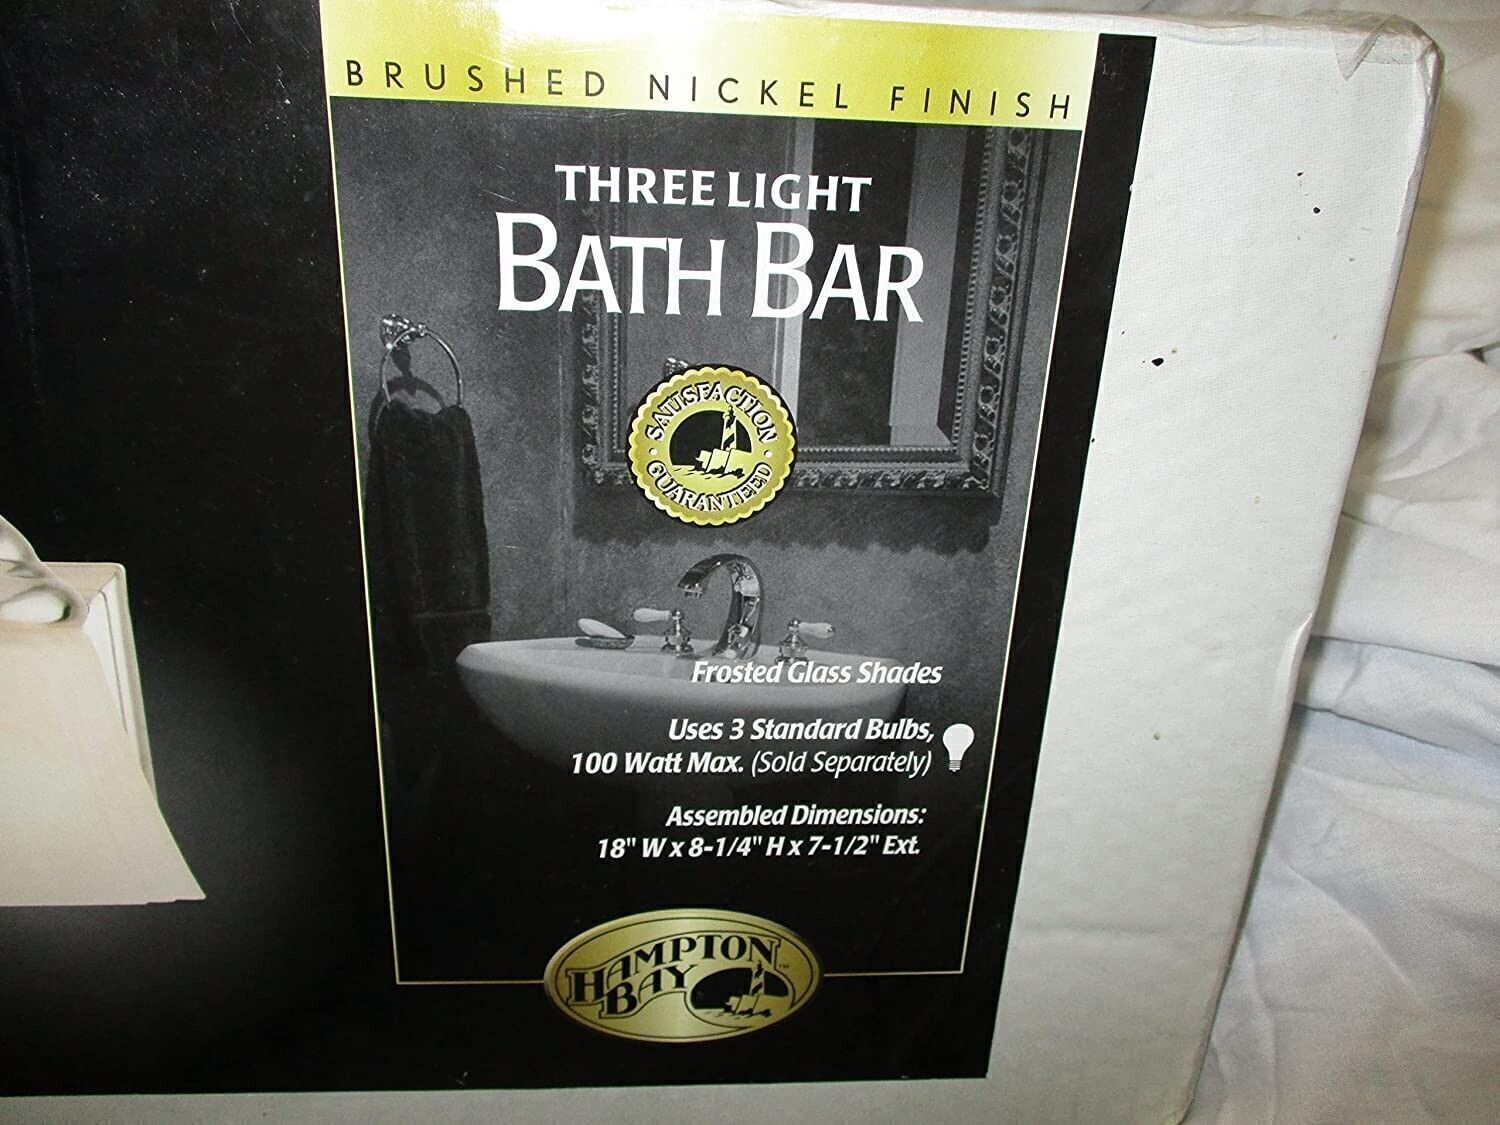 BRUSHED NICKEL FINISH
THREE LIGHT
BATH BAR
SATISFACTION
GUARANTEED
Frosted Glass Shades
Uses 3 Standard Bulbs,
100 Watt Max. (Sold Separately)
Assembled Dimensions:
18" W x 8-1/4" H x 7-1/2" Ext.
HAMPTON
BAY™